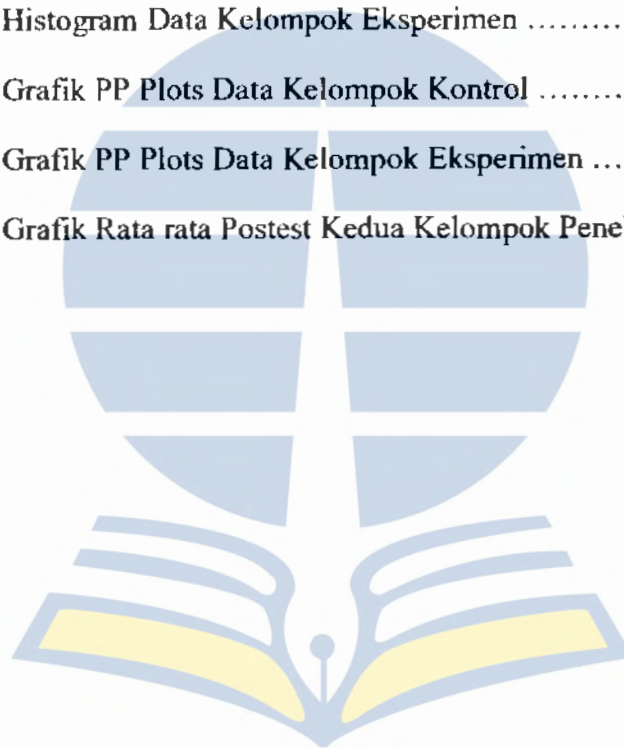 Histogram Data Kelompok Eksperimen .........
Grafik PP Plots Data Kelompok Kontrol ........
Grafik PP Plots Data Kelompok Eksperimen ...
Grafik Rata rata Postest Kedua Kelompok